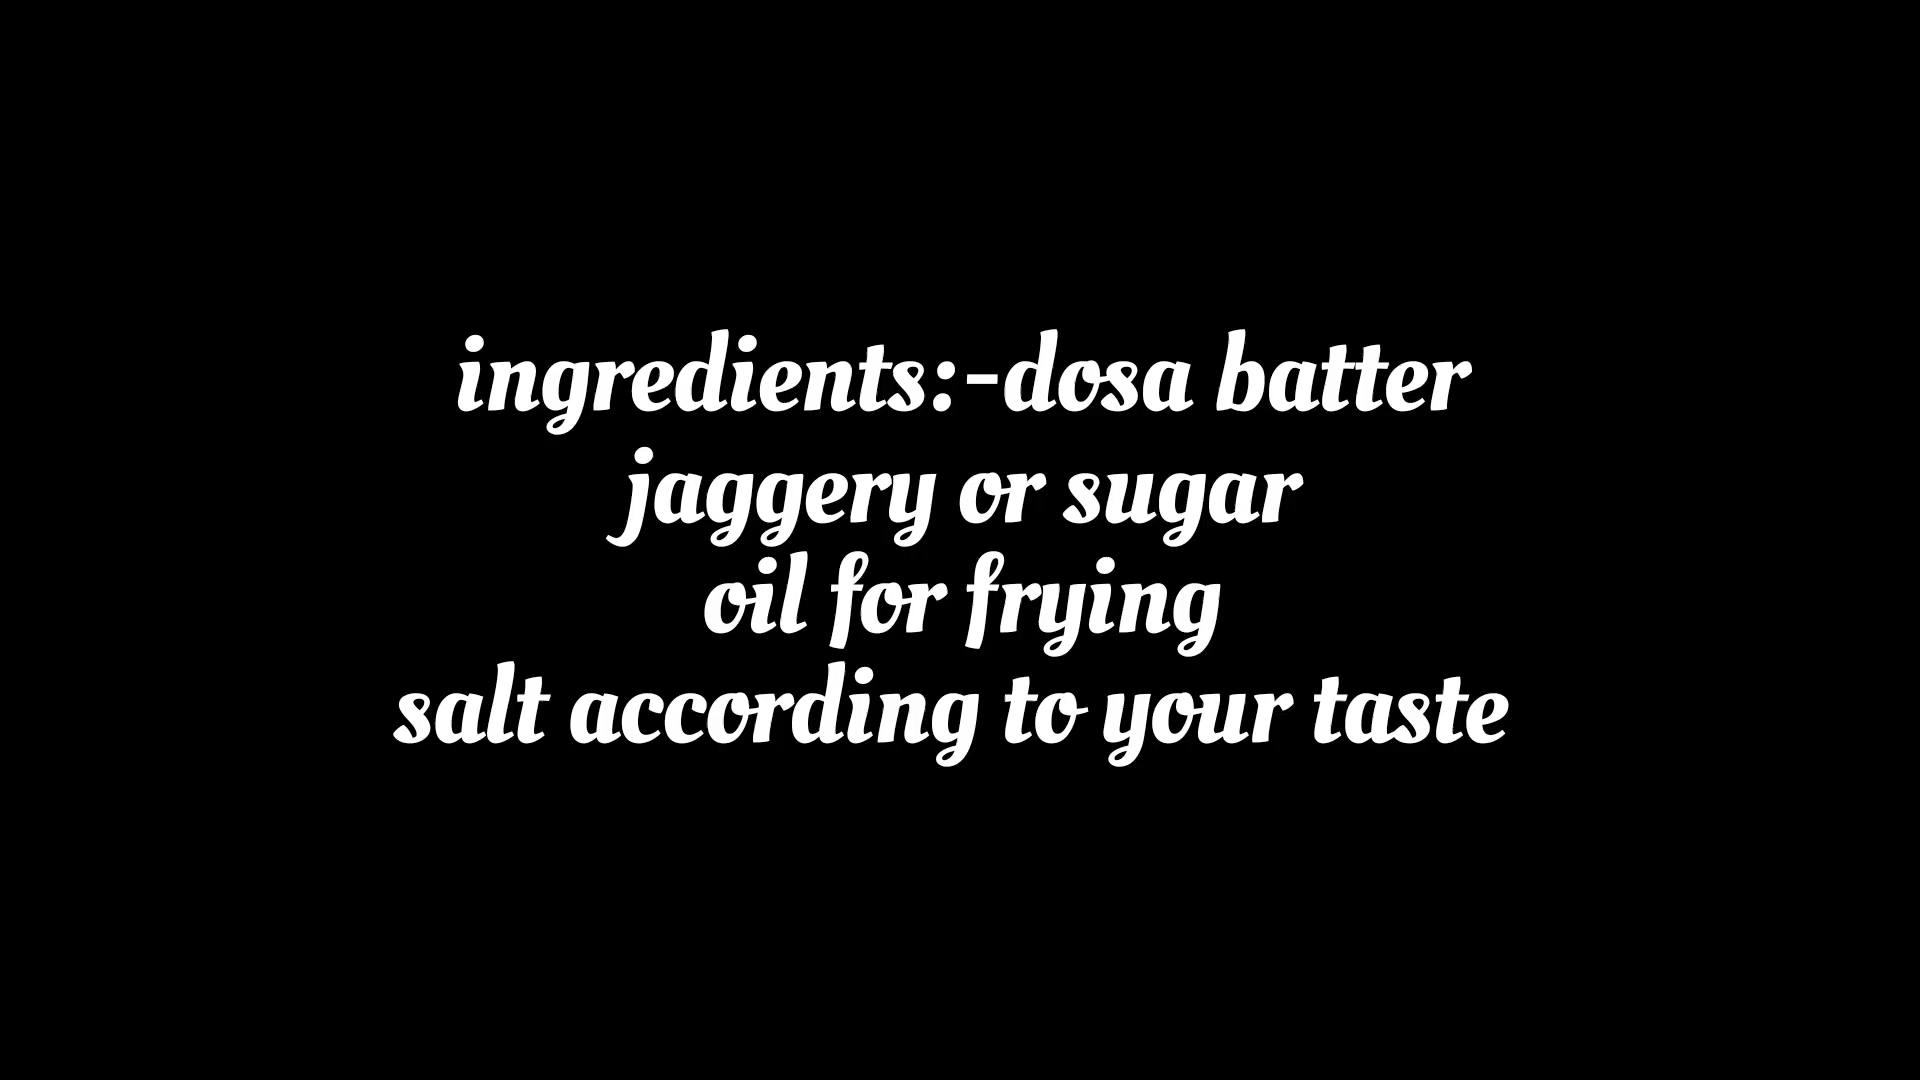 ingredients:-dosa batter
jaggery or sugar
oil for frying
salt according to your taste